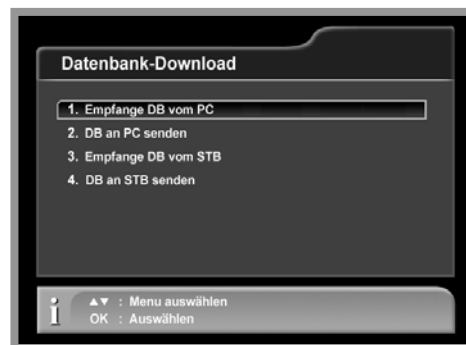 Datenbank-Download
1. Empfange DB vom PC
2. DB an PC senden
3. Empfange DB vom STB
4. DB an STB senden
i
▲▼ : Menu auswählen
OK : Auswählen